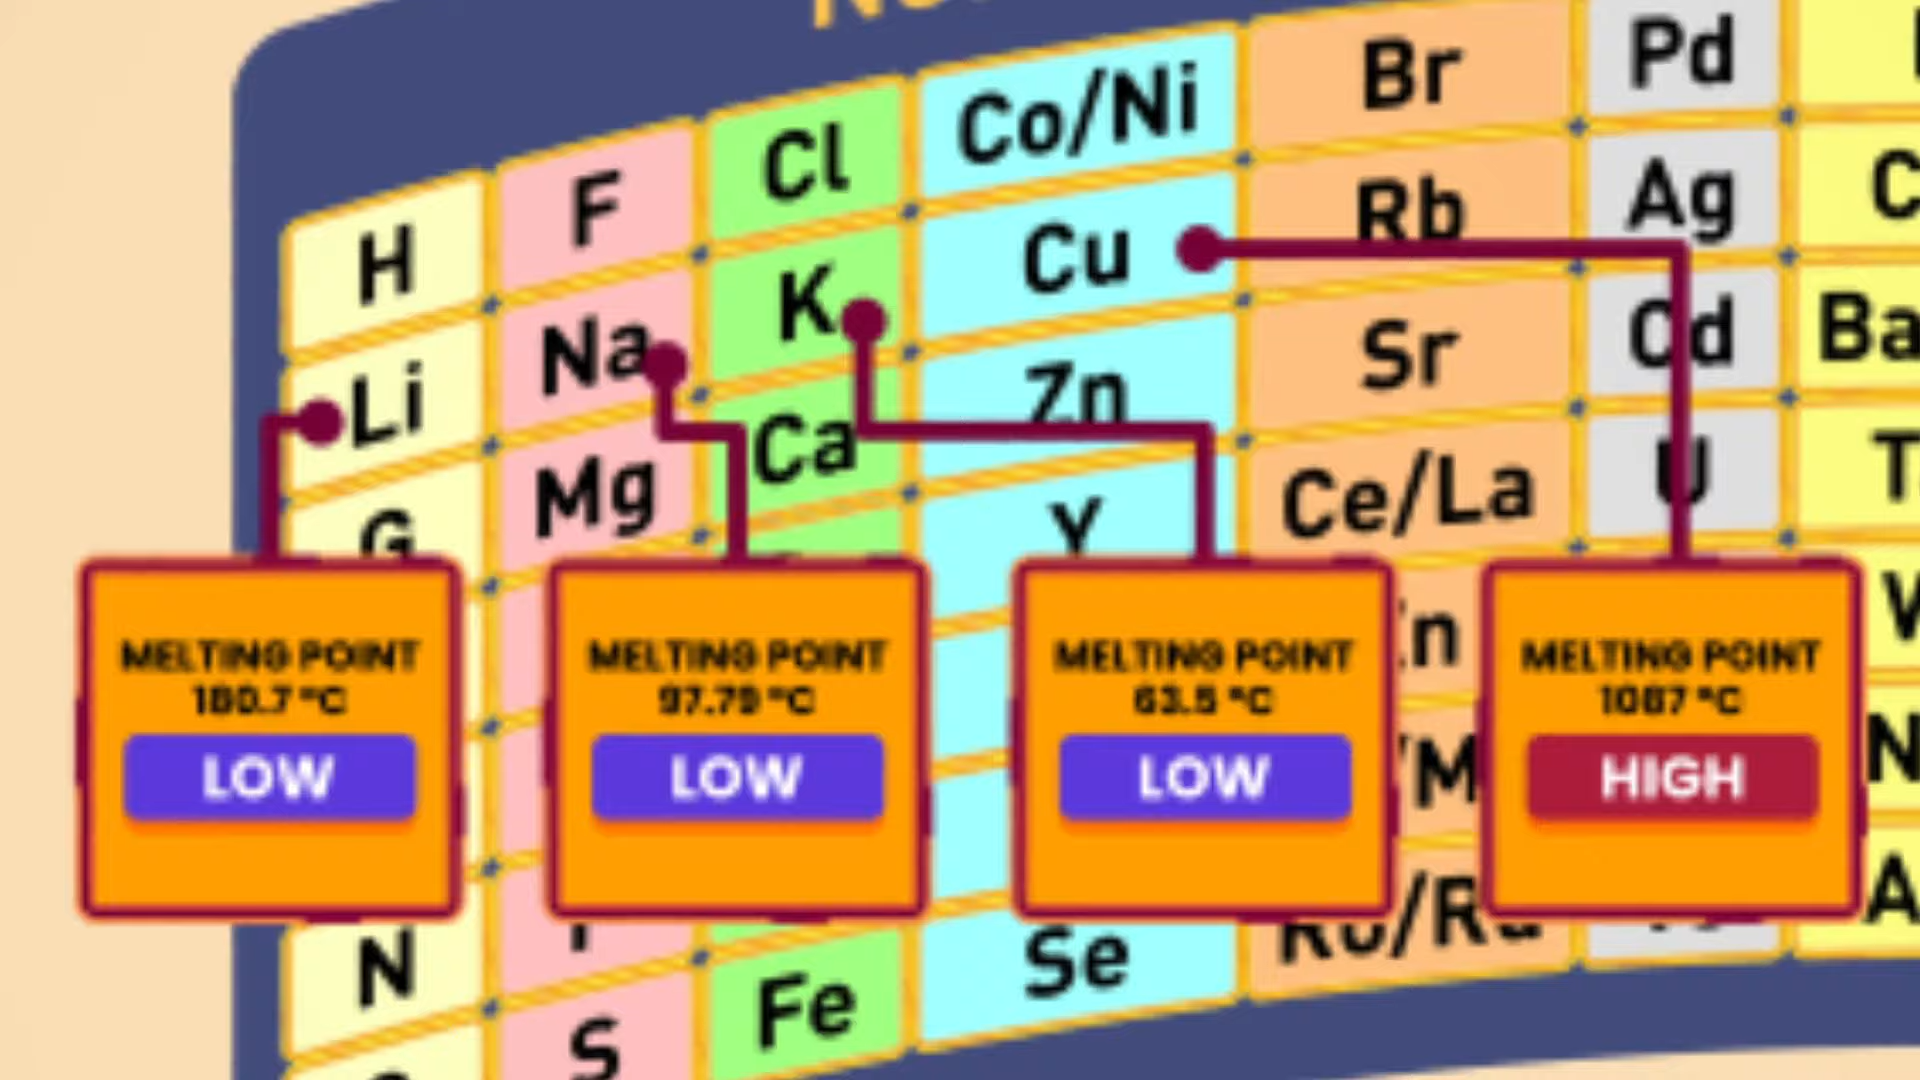 H
F
Cl
Co/Ni
Br
Pd
Li
Na
K
Cu
Rb
Ag
G
Mg
Ca
Zn
Sr
Cd
Ba
Y
Ce/La
U
MELTING POINT
180.7 °C
LOW
MELTING POINT
97.79 °C
LOW
MELTING POINT
63.5 °C
LOW
MELTING POINT
1087 °C
HIGH
N
Fe
Se
S